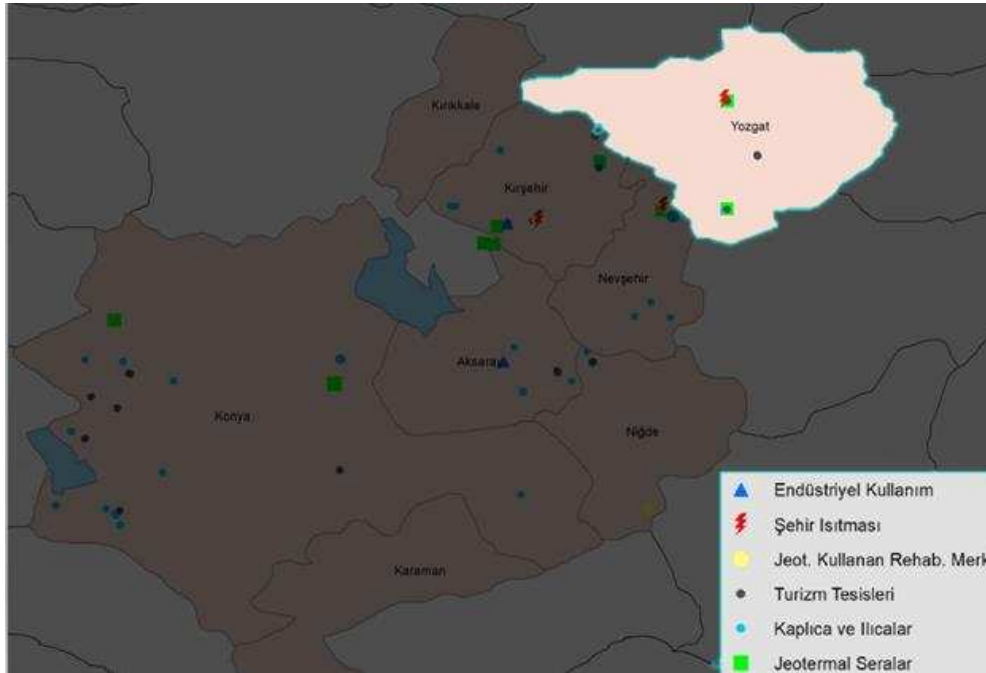 Kırıkkale
Yozgat
Kırşehir
Nevşehir
Aksaray
Konya
Niğde
Karaman
Endüstriyel Kullanım
Şehir Isıtması
Jeot. Kullanan Rehab. Merk
Turizm Tesisleri
Kaplıca ve Ilıcalar
Jeotermal Seralar